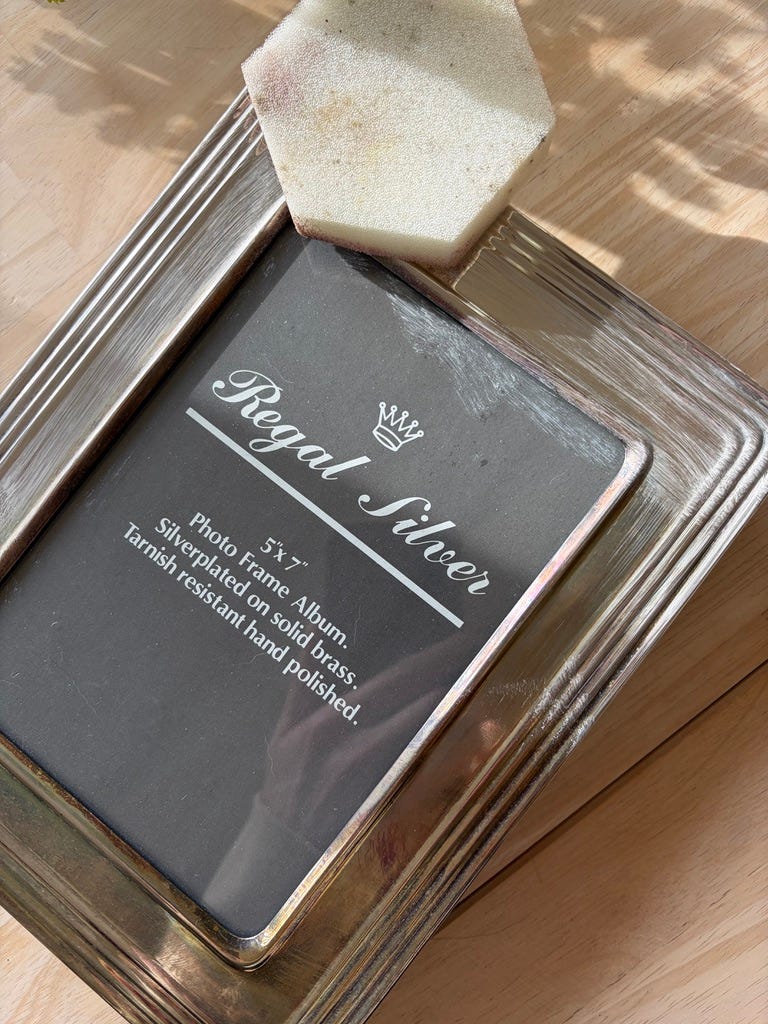 Regal Silver
5"x 7"
Photo Frame Album.
Silverplated on solid brass.
Tarnish resistant hand polished.